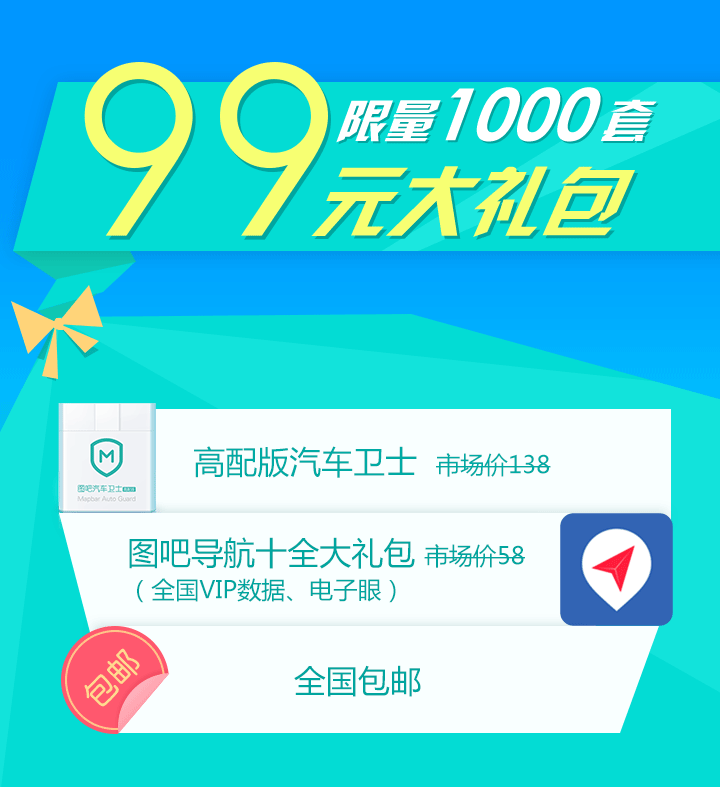 99
限量1000套
元大礼包
M
图吧汽车卫士
Mapbar Auto Guard
高配版汽车卫士 市场价138
图吧导航十全大礼包 市场价58
（全国VIP数据、电子眼）
包邮
全国包邮